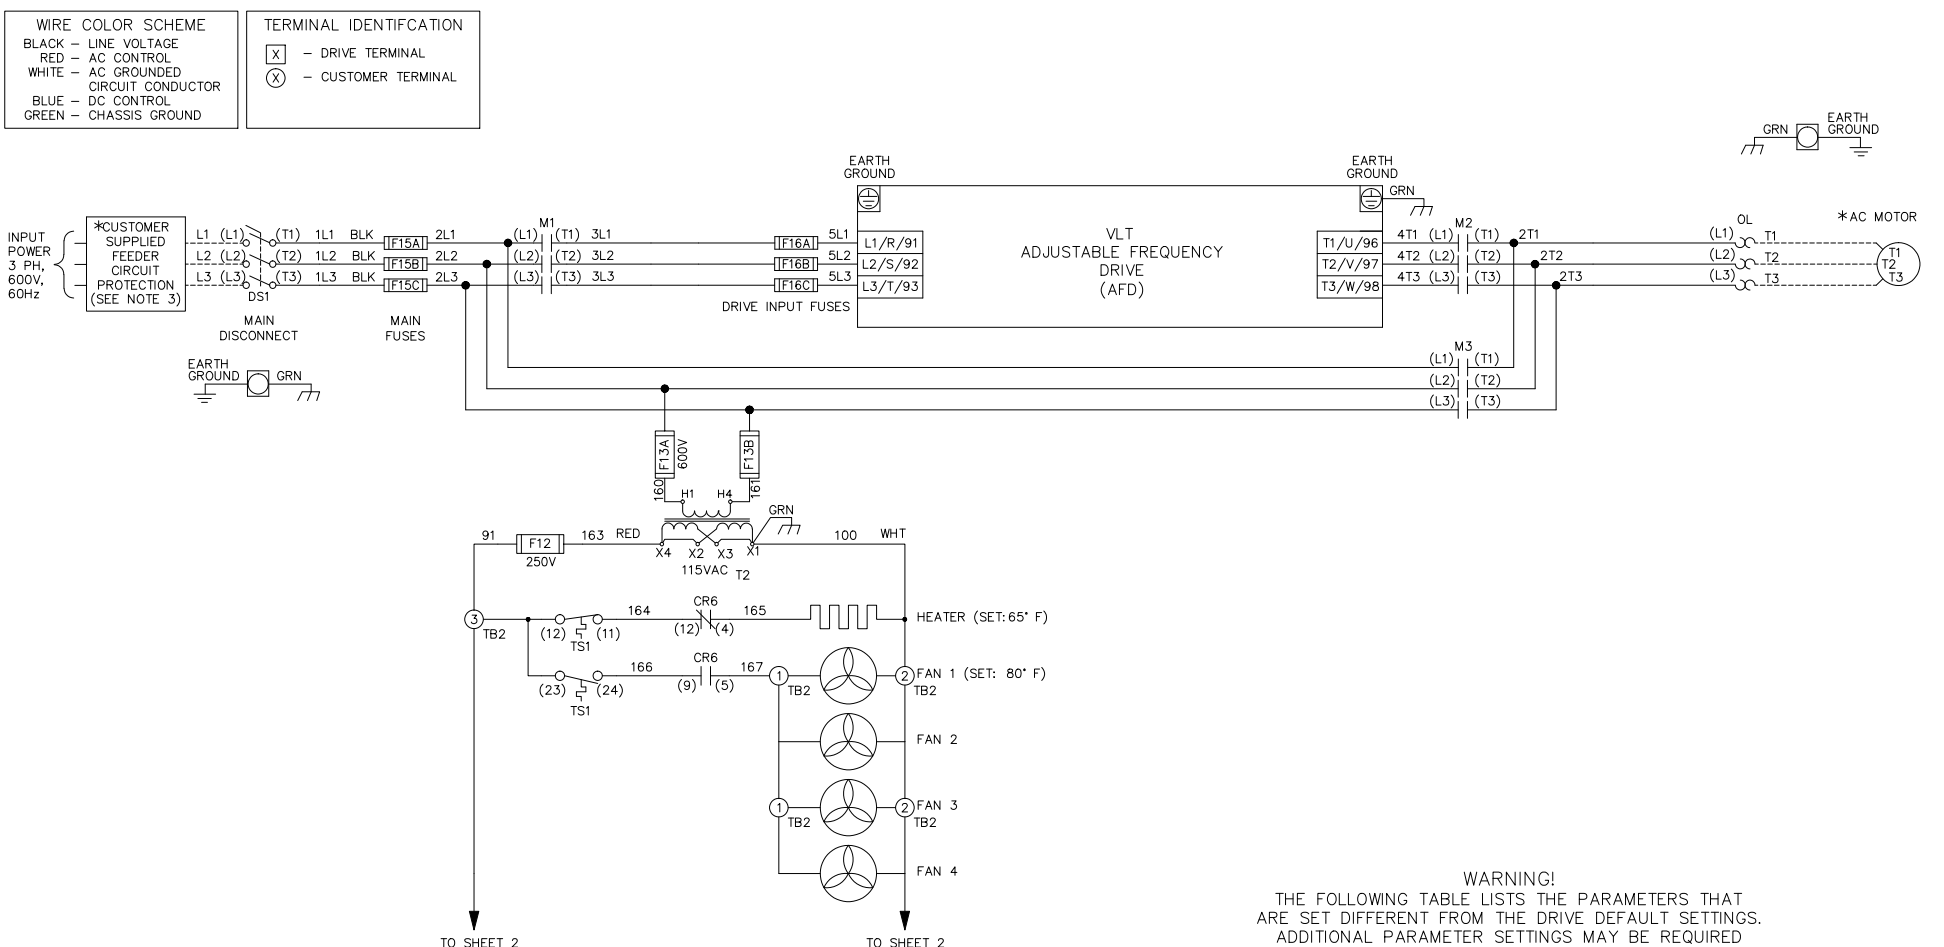 WIRE COLOR SCHEME
BLACK – LINE VOLTAGE
RED – AC CONTROL
WHITE – AC GROUNDED
CIRCUIT CONDUCTOR
BLUE – DC CONTROL
GREEN – CHASSIS GROUND
TERMINAL IDENTIFCATION
X – DRIVE TERMINAL
X – CUSTOMER TERMINAL
GRN
EARTH
GROUND
INPUT
POWER
3 PH,
600V,
60Hz
*CUSTOMER
SUPPLIED
FEEDER
CIRCUIT
PROTECTION
(SEE NOTE 3)
L1 (L1) (T1) 1L1 BLK F15A 2L1 (L1) M1 (T1) 3L1 F16A 5L1 L1/R/91
L2 (L2) (T2) 1L2 BLK F15B 2L2 (L2) (T2) 3L2 F16B 5L2 L2/S/92
L3 (L3) (T3) 1L3 BLK F15C 2L3 (L3) (T3) 3L3 F16C 5L3 L3/T/93
DS1
MAIN
DISCONNECT
MAIN
FUSES
DRIVE INPUT FUSES
EARTH
GROUND
VLT
ADJUSTABLE FREQUENCY
DRIVE
(AFD)
EARTH
GROUND
GRN
T1/U/96 4T1 (L1) M2 (T1) 2T1 (L1) OL T1
T2/V/97 4T2 (L2) (T2) 2T2 (L2) T2
T3/W/98 4T3 (L3) (T3) 2T3 (L3) T3
*AC MOTOR
T1
T2
T3
M3
(L1) (T1)
(L2) (T2)
(L3) (T3)
EARTH
GROUND
GRN
F13A
600V
F13B
160
161
H1 H4
GRN
91 F12 163 RED
250V
X4 X2 X3 X1
100 WHT
115VAC T2
3
TB2
(12) (11)
TS1
164
CR6
(12) (4)
165
HEATER (SET:65° F)
(23) (24)
TS1
166
CR6
(9) (5)
167
1
TB2
2
TB2
FAN 1 (SET: 80° F)
FAN 2
1
TB2
2
TB2
FAN 3
FAN 4
TO SHEET 2
TO SHEET 2
WARNING!
THE FOLLOWING TABLE LISTS THE PARAMETERS THAT
ARE SET DIFFERENT FROM THE DRIVE DEFAULT SETTINGS.
ADDITIONAL PARAMETER SETTINGS MAY BE REQUIRED